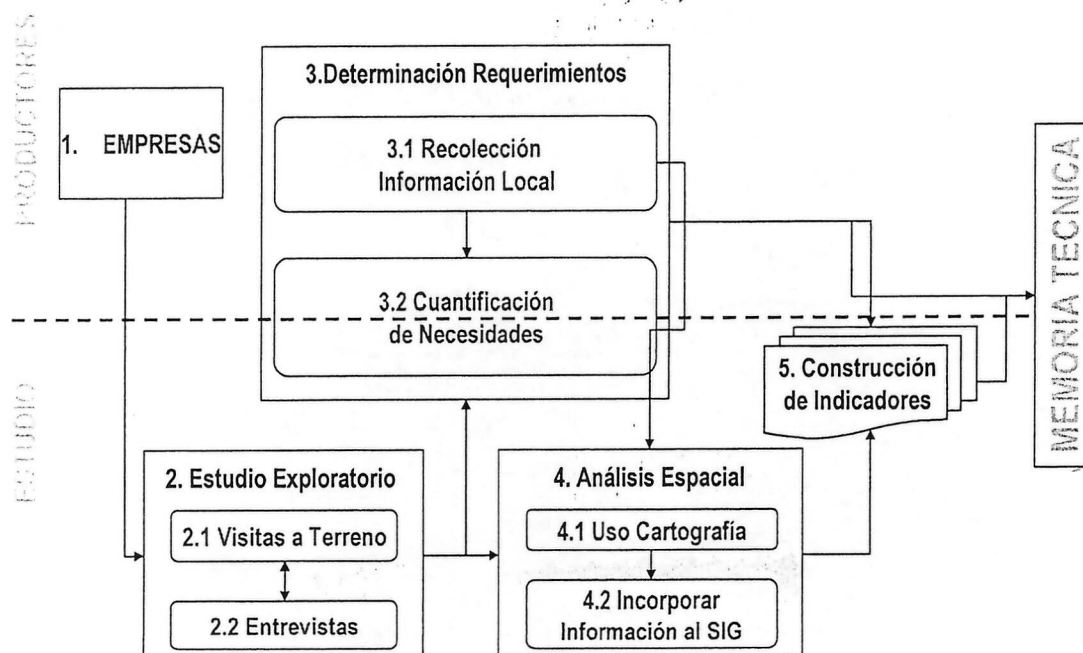 PRODUCTORES
1. EMPRESAS
3.Determinación Requerimientos
3.1 Recolección
Información Local
3.2 Cuantificación
de Necesidades
MEMORIA TECNICA
5. Construcción
de Indicadores
ESTUDIO
2. Estudio Exploratorio
2.1 Visitas a Terreno
2.2 Entrevistas
4. Análisis Espacial
4.1 Uso Cartografía
4.2 Incorporar
Información al SIG